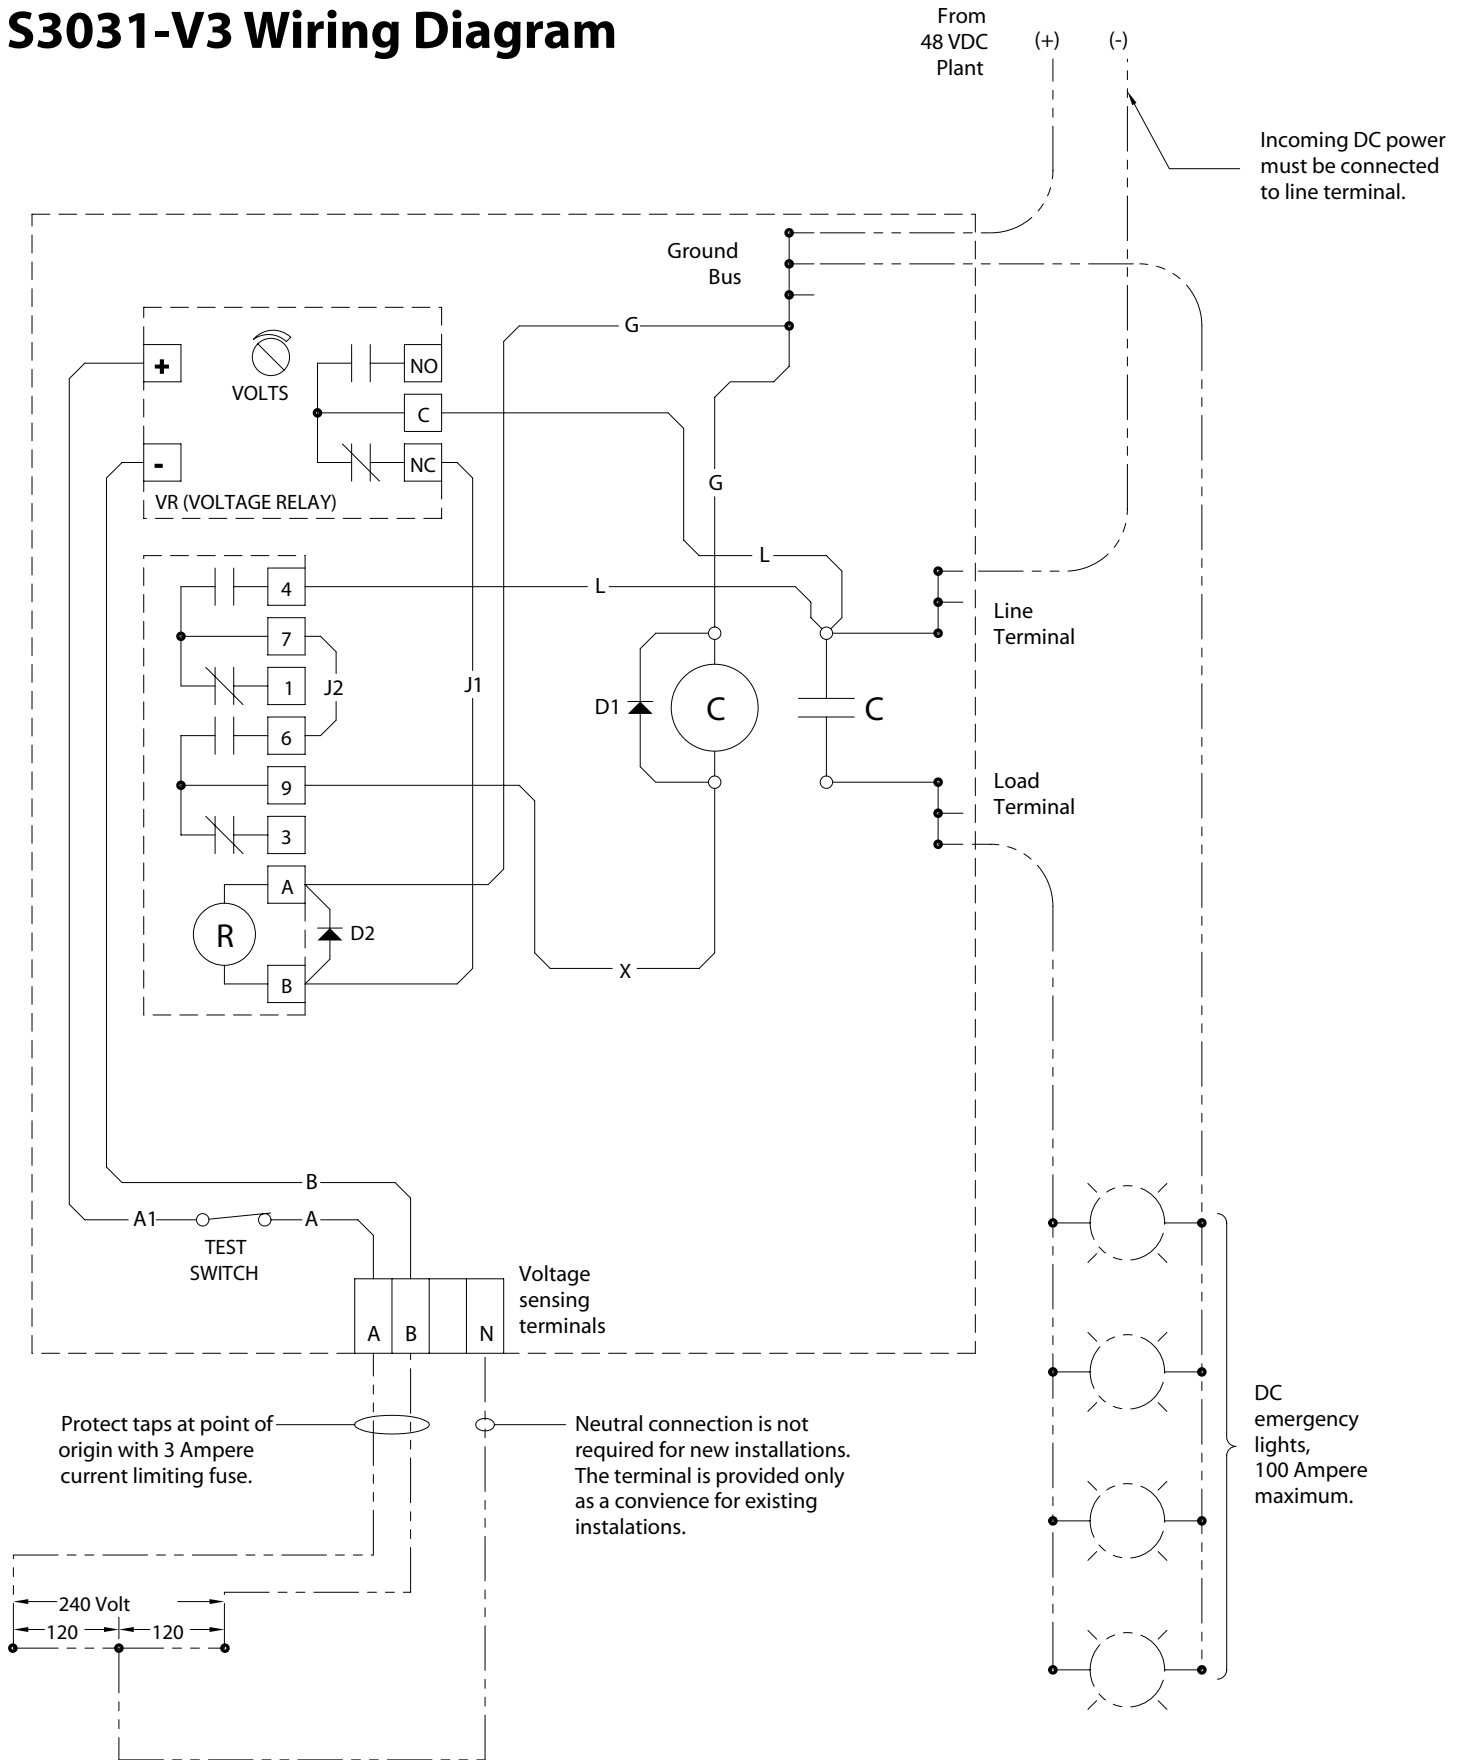 S3031-V3 Wiring Diagram
From
48 VDC
Plant
(+)
(-)
Incoming DC power
must be connected
to line terminal.
Ground
Bus
G
+
VOLTS
NO
C
-
NC
VR (VOLTAGE RELAY)
G
L
4
L
7
1
J2
J1
6
9
3
A
R
D2
B
X
D1
C
C
Line
Terminal
Load
Terminal
B
A1
A
TEST
SWITCH
A
B
N
Voltage
sensing
terminals
Protect taps at point of
origin with 3 Ampere
current limiting fuse.
Neutral connection is not
required for new installations.
The terminal is provided only
as a convience for existing
instalations.
DC
emergency
lights,
100 Ampere
maximum.
240 Volt
120
120